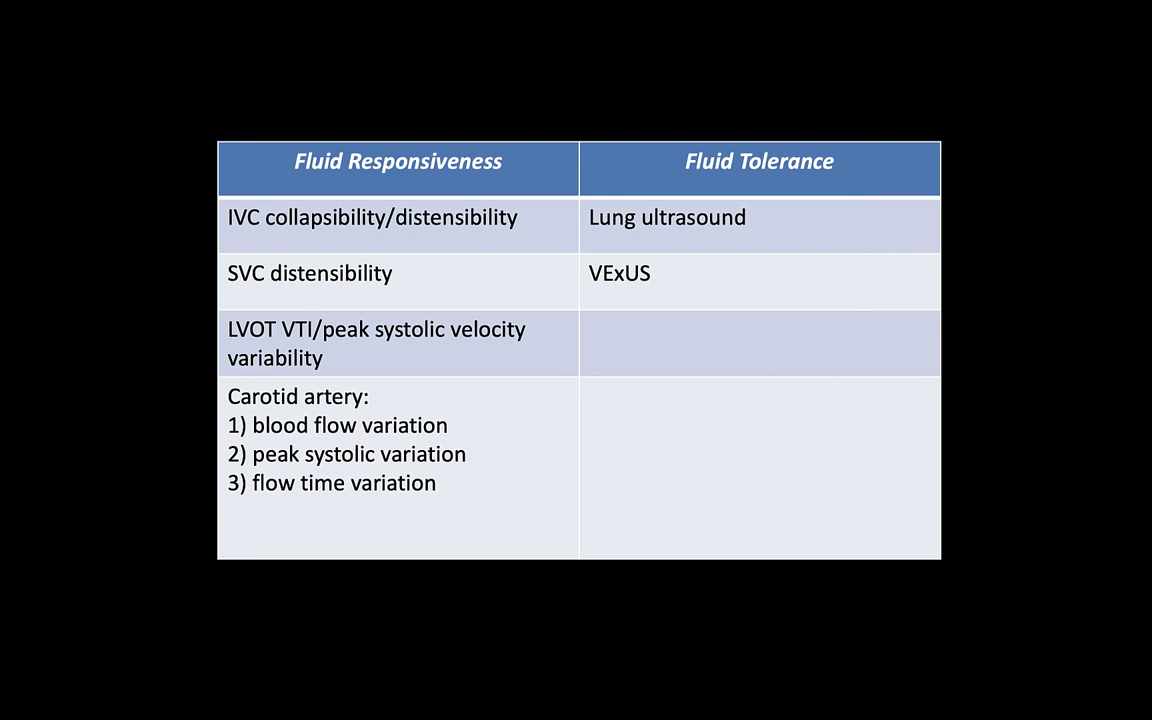 Fluid Responsiveness
Fluid Tolerance
IVC collapsibility/distensibility
Lung ultrasound
SVC distensibility
VExUS
LVOT VTI/peak systolic velocity
variability
Carotid artery:
1) blood flow variation
2) peak systolic variation
3) flow time variation